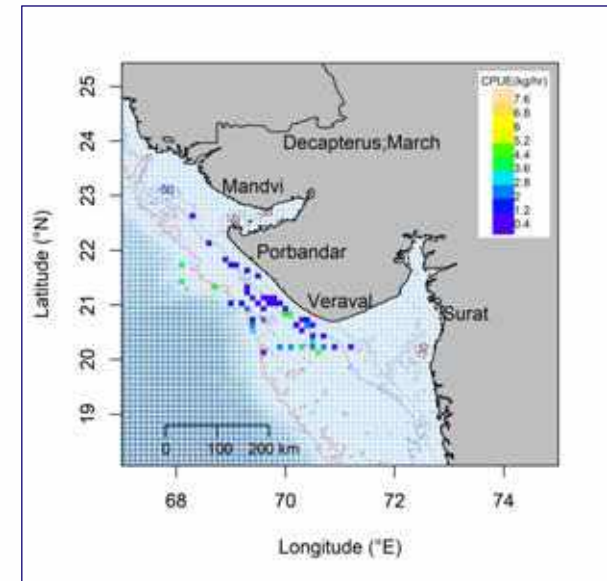 CPUE(kg/hr)
7.6
6.8
6
5.2
4.4
3.6
2.8
2
1.2
0.4
Decapterus,March
Mandvi
Porbandar
Veraval
Surat
0 100 200 km
25
24
23
22
21
20
19
68 70 72 74
Latitude (°N)
Longitude (°E)